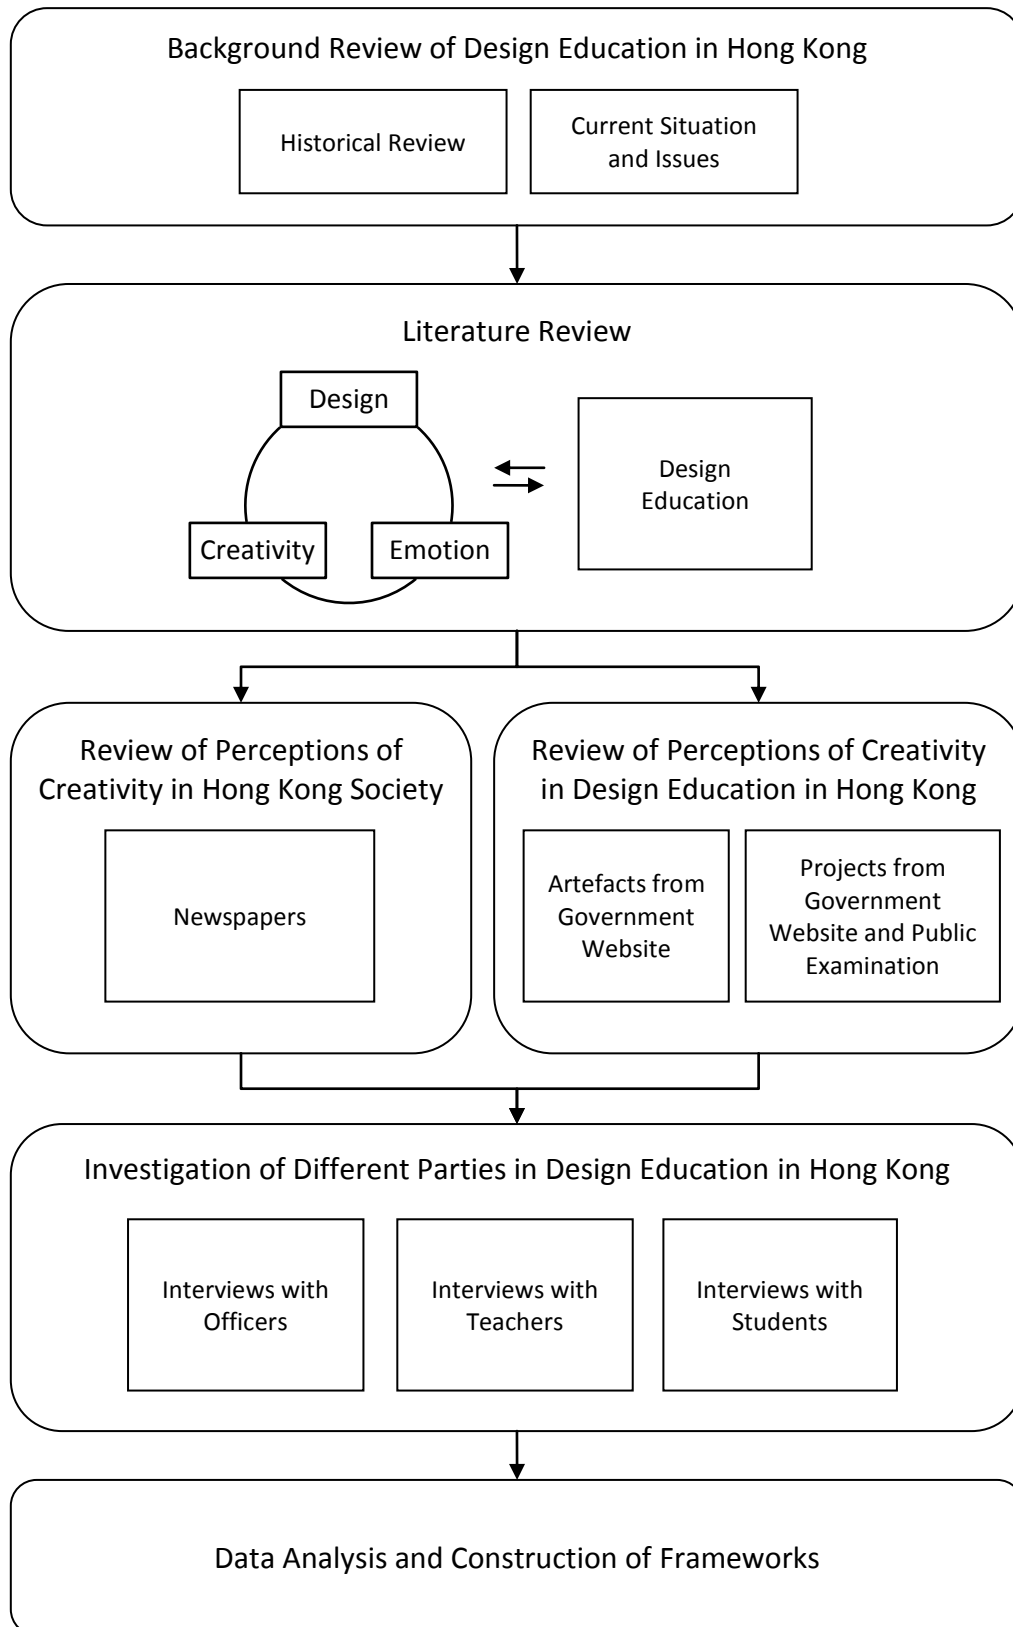 Background Review of Design Education in Hong Kong
Historical Review
Current Situation
and Issues
Literature Review
Design
Creativity
Emotion
Design
Education
Review of Perceptions of
Creativity in Hong Kong Society
Newspapers
Review of Perceptions of Creativity
in Design Education in Hong Kong
Artefacts from
Government
Website
Projects from
Government
Website and Public
Examination
Investigation of Different Parties in Design Education in Hong Kong
Interviews with
Officers
Interviews with
Teachers
Interviews with
Students
Data Analysis and Construction of Frameworks